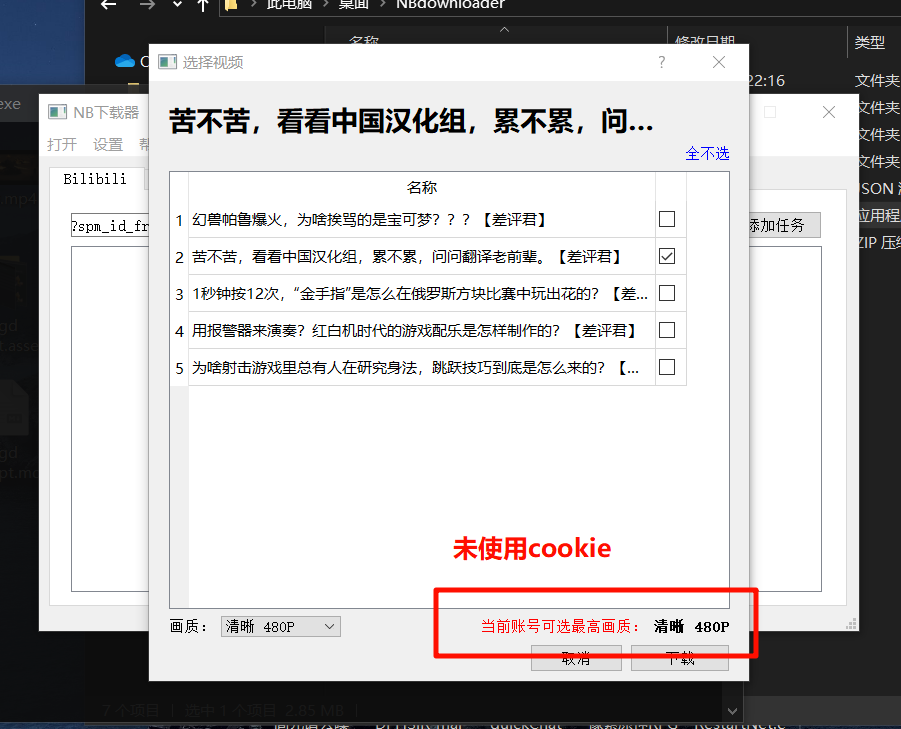 此电脑 > 桌面 > NBdownloader
名称
修改日期
类型
22:16
文件夹
文件夹
文件夹
文件夹
JSON
应用程
ZIP 压缩
exe
NB下载器
打开 设置
Bilibili
?spm_id_fr
添加任务
选择视频
?
苦不苦，看看中国汉化组，累不累，问...
全不选
名称
1 幻兽帕鲁爆火，为啥挨骂的是宝可梦？？？【差评君】
2 苦不苦，看看中国汉化组，累不累，问问翻译老前辈。【差评君】
3 1秒钟按12次，“金手指”是怎么在俄罗斯方块比赛中玩出花的？【差...
4 用报警器来演奏？红白机时代的游戏配乐是怎样制作的？【差评君】
5 为啥射击游戏里总有人在研究身法，跳跃技巧到底是怎么来的？【...
未使用cookie
画质： 清晰 480P
当前账号可选最高画质： 清晰 480P
取消 下载
7 个项目 | 选中 1 个项目 2.85 MB |